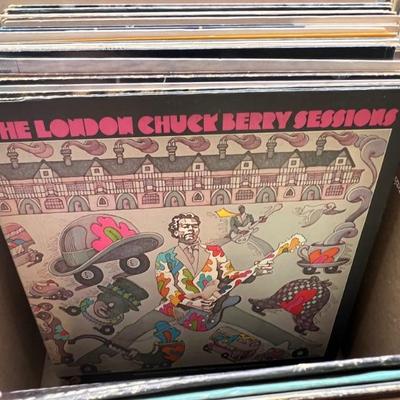 THE LONDON CHUCK BERRY SESSIONS